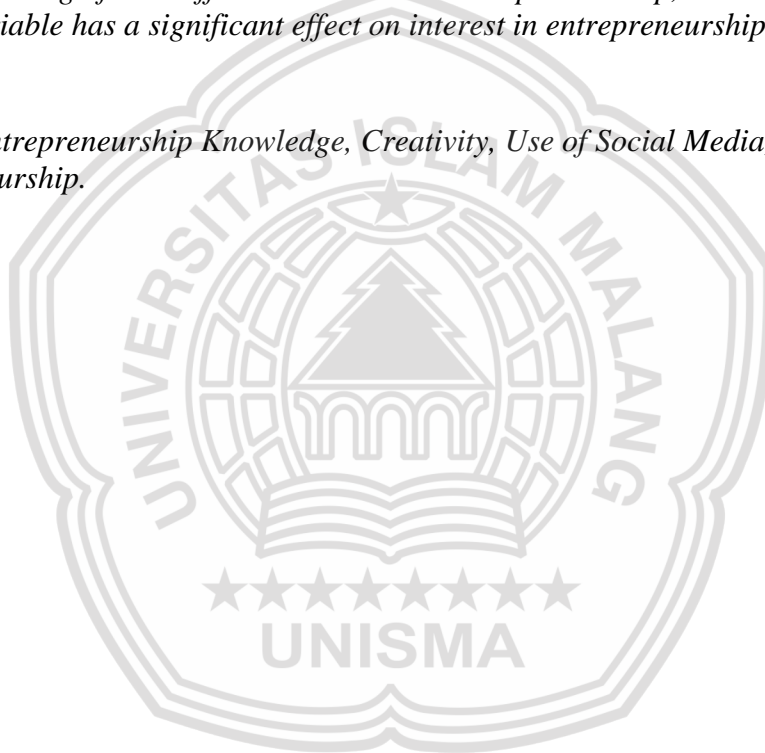 iable has a significant effect on interest in entrepreneurship
ntrepreneurship Knowledge, Creativity, Use of Social Media,
urship.
UNIVERSITAS ISLAM MALANG
UNISMA